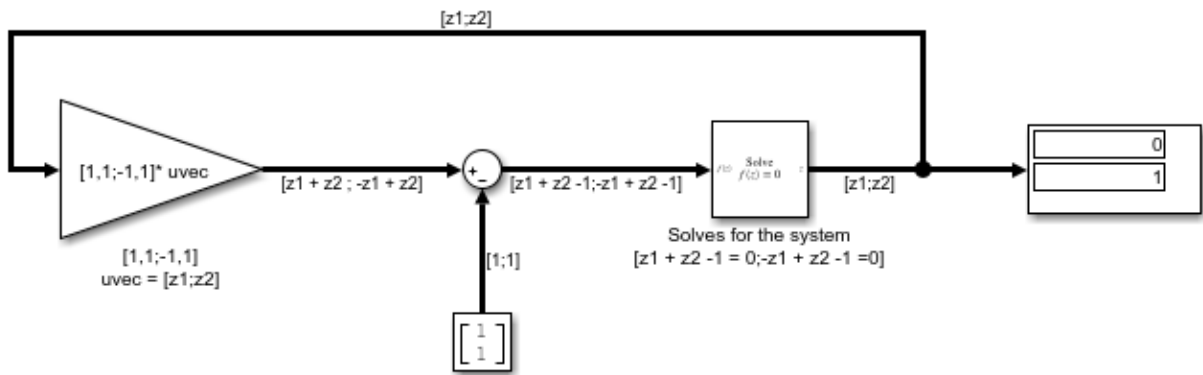 [z1;z2]
[1,1;-1,1]* uvec
+
−
[z1 + z2 ; -z1 + z2]
[z1 + z2 -1;-z1 + z2 -1]
f(z)
Solve
f(z) = 0
z
[z1;z2]
0
1
[1,1;-1,1]
uvec = [z1;z2]
[1;1]
Solves for the system
[z1 + z2 -1 = 0;-z1 + z2 -1 =0]
1
1